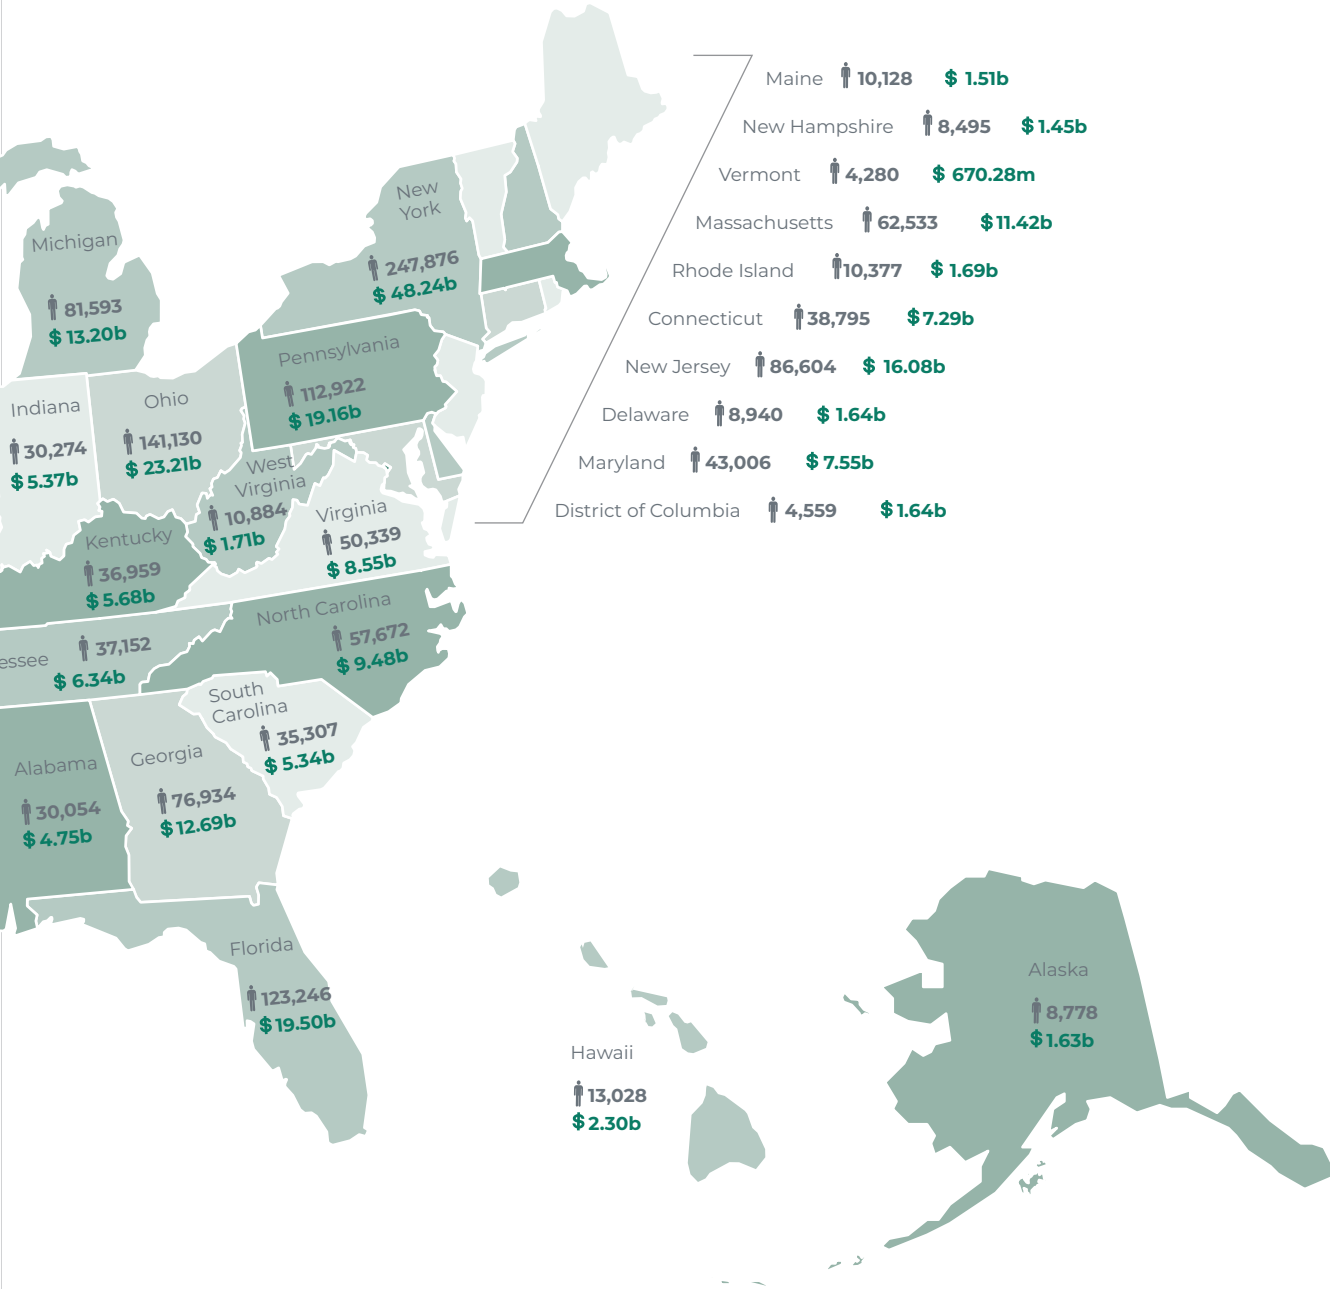 Maine 10,128 $ 1.51b
New Hampshire 8,495 $ 1.45b
Vermont 4,280 $ 670.28m
Massachusetts 62,533 $ 11.42b
Rhode Island 10,377 $ 1.69b
Connecticut 38,795 $ 7.29b
New Jersey 86,604 $ 16.08b
Delaware 8,940 $ 1.64b
Maryland 43,006 $ 7.55b
District of Columbia 4,559 $ 1.64b
New
York
247,876
$ 48.24b
Michigan
81,593
$ 13.20b
Pennsylvania
112,922
$ 19.16b
Indiana
30,274
$ 5.37b
Ohio
141,130
$ 23.21b
West
Virginia
10,884
$ 1.71b
Virginia
50,339
$ 8.55b
Kentucky
36,959
$ 5.68b
North Carolina
57,672
$ 9.48b
essee 37,152
$ 6.34b
South
Carolina
35,307
$ 5.34b
Alabama
30,054
$ 4.75b
Georgia
76,934
$ 12.69b
Florida
123,246
$ 19.50b
Hawaii
13,028
$ 2.30b
Alaska
8,778
$ 1.63b